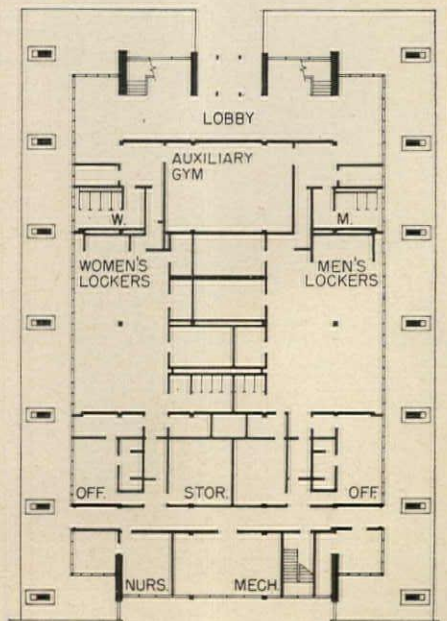 LOBBY
AUXILIARY
GYM
W.
M.
WOMEN'S
LOCKERS
MEN'S
LOCKERS
OFF.
STOR.
OFF.
NURS.
MECH.